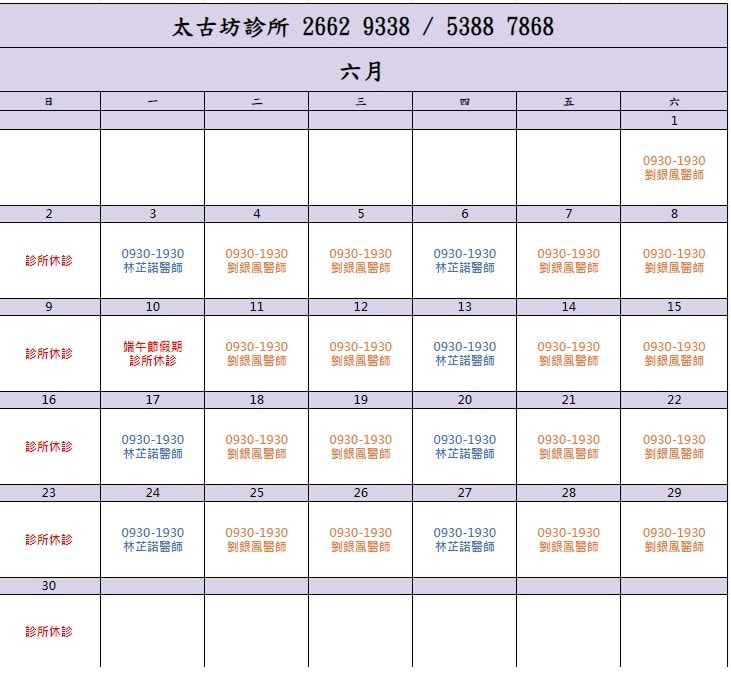 太古坊診所 2662 9338 / 5388 7868
六月
日 一 二 三 四 五 六
1
0930-1930
劉銀鳳醫師
2 3 4 5 6 7 8
診所休診 0930-1930 0930-1930 0930-1930 0930-1930 0930-1930 0930-1930
林芷諾醫師 劉銀鳳醫師 劉銀鳳醫師 林芷諾醫師 劉銀鳳醫師 劉銀鳳醫師
9 10 11 12 13 14 15
診所休診 端午節假期 0930-1930 0930-1930 0930-1930 0930-1930 0930-1930
診所休診 劉銀鳳醫師 劉銀鳳醫師 林芷諾醫師 劉銀鳳醫師 劉銀鳳醫師
16 17 18 19 20 21 22
診所休診 0930-1930 0930-1930 0930-1930 0930-1930 0930-1930 0930-1930
林芷諾醫師 劉銀鳳醫師 劉銀鳳醫師 林芷諾醫師 劉銀鳳醫師 劉銀鳳醫師
23 24 25 26 27 28 29
診所休診 0930-1930 0930-1930 0930-1930 0930-1930 0930-1930 0930-1930
林芷諾醫師 劉銀鳳醫師 劉銀鳳醫師 林芷諾醫師 劉銀鳳醫師 劉銀鳳醫師
30
診所休診